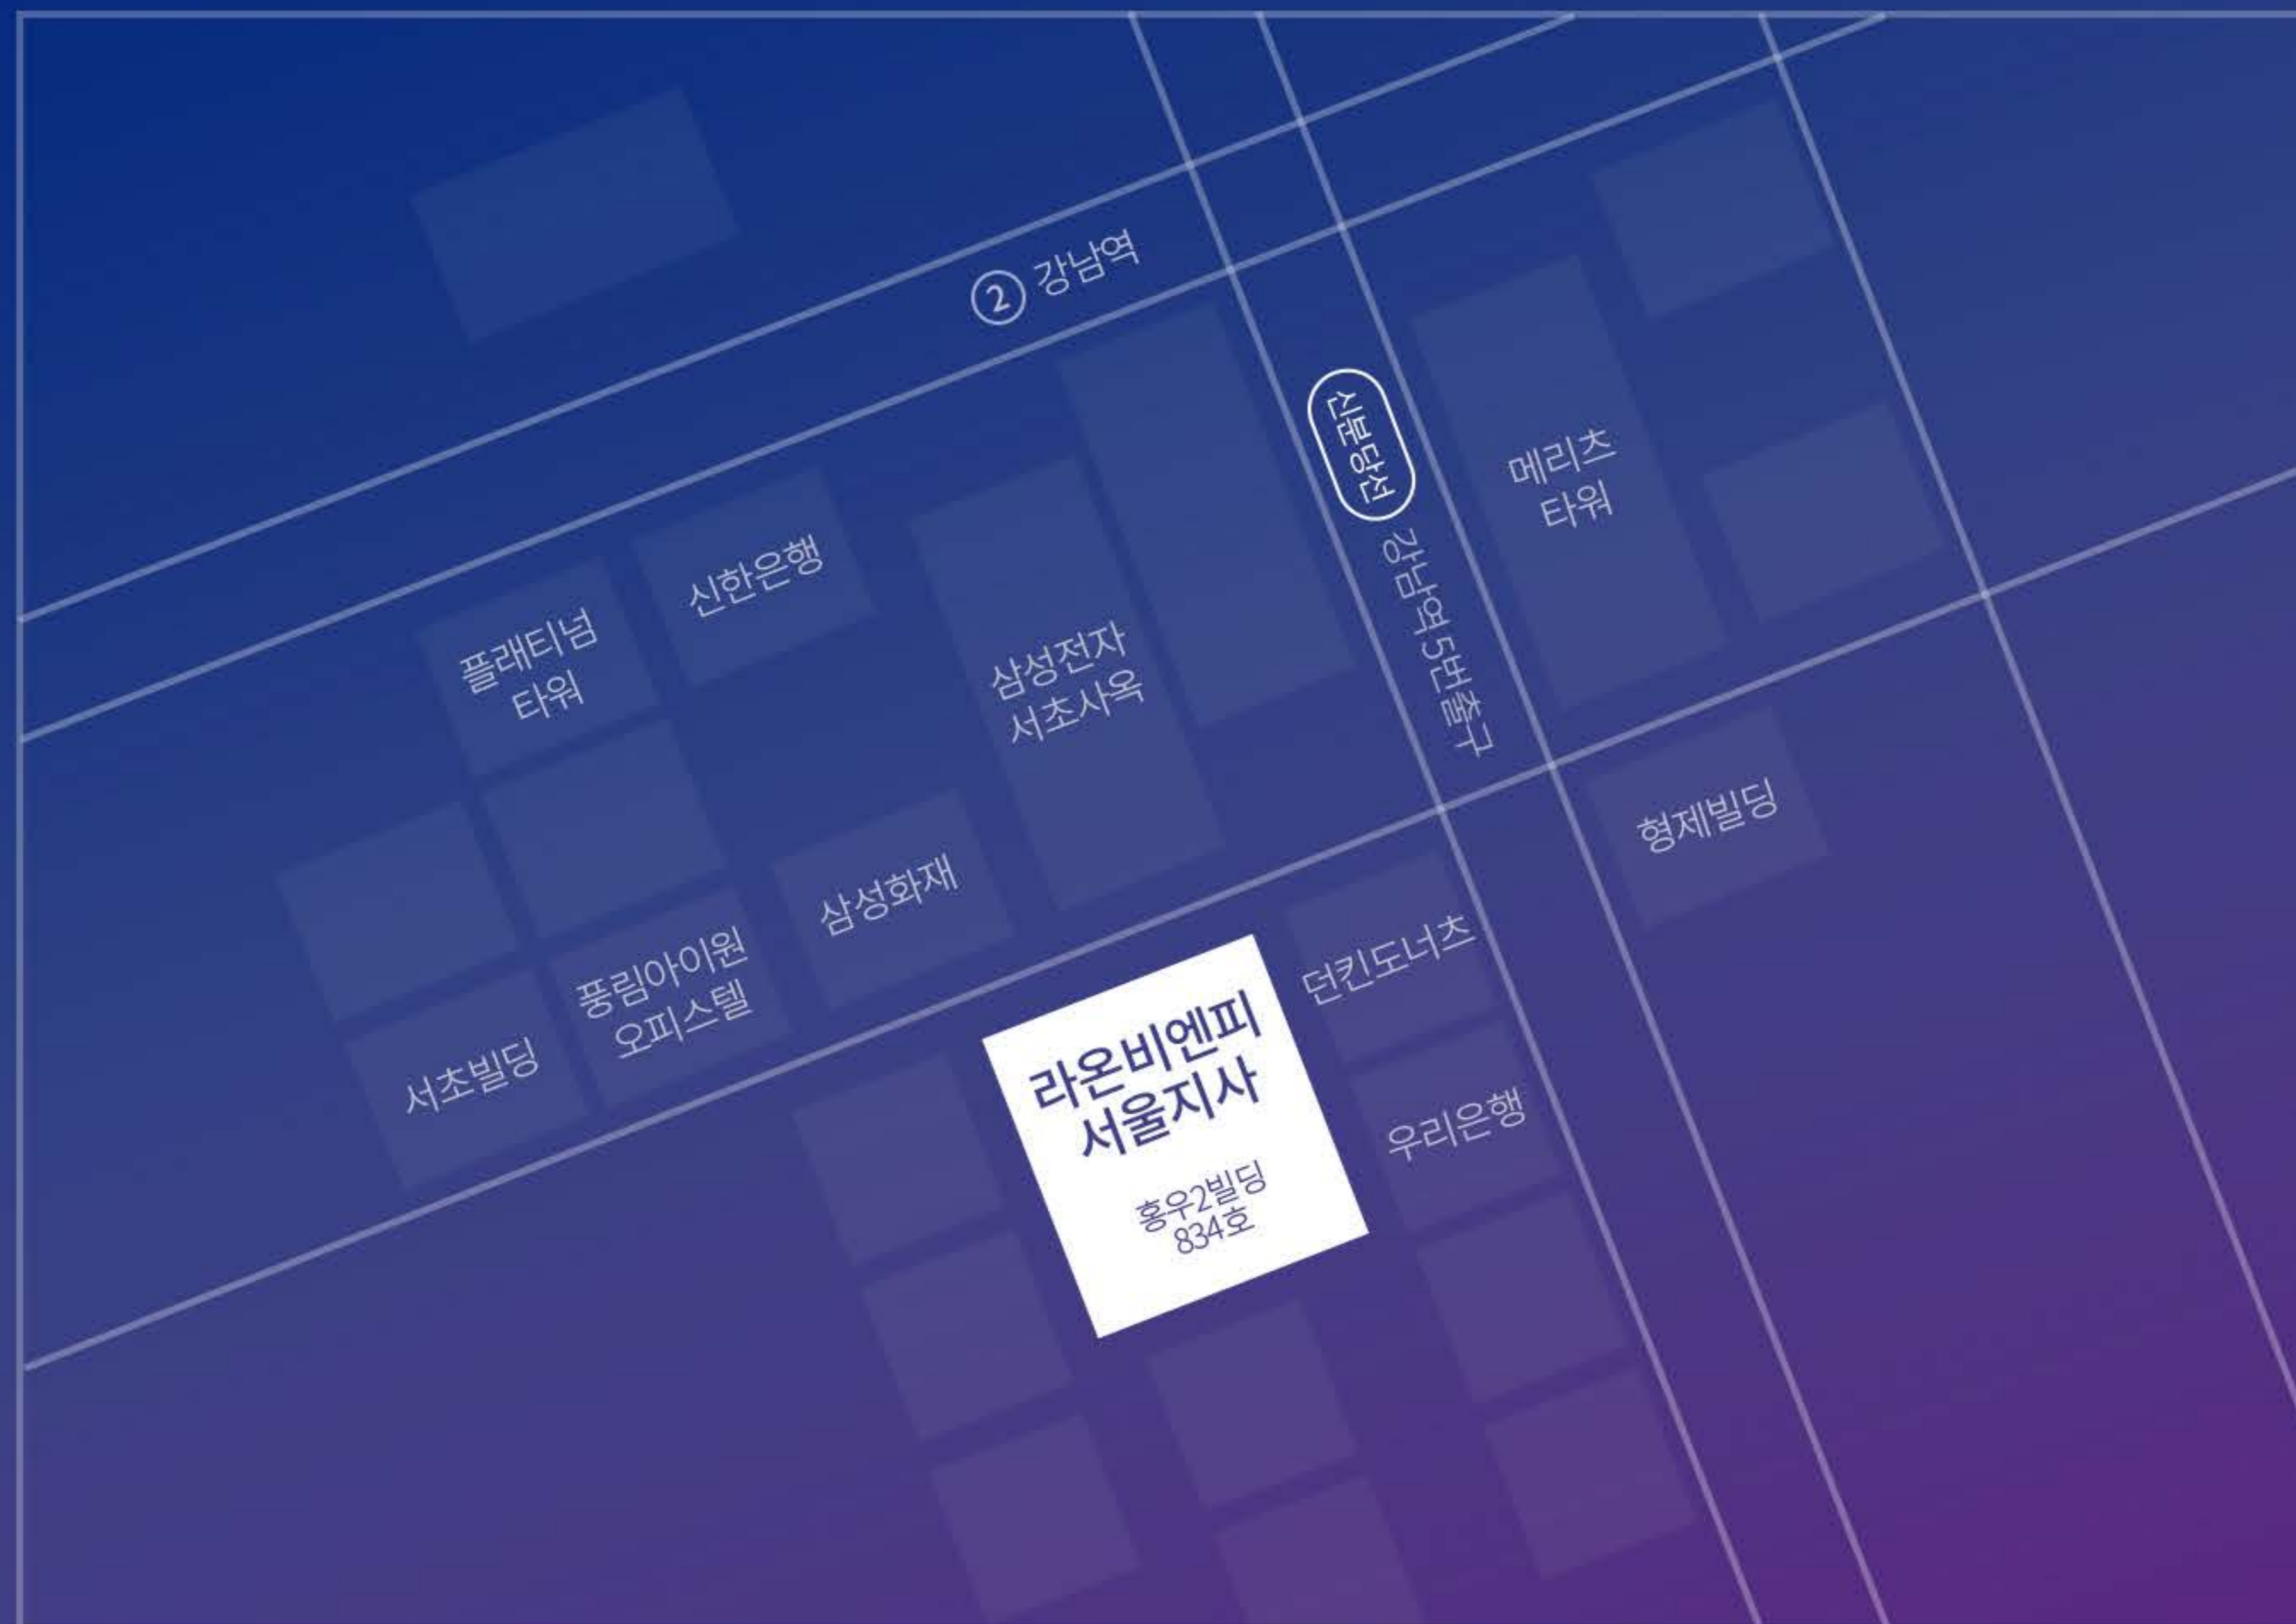 ② 강남역
신분당선
강남역 5번출구
메리츠
타워
신한은행
플래티넘
타워
삼성전자
서초사옥
형제빌딩
삼성화재
던킨도너츠
풍림아이원
오피스텔
서초빌딩
라온비엔피
서울지사
홍우2빌딩
834호
우리은행